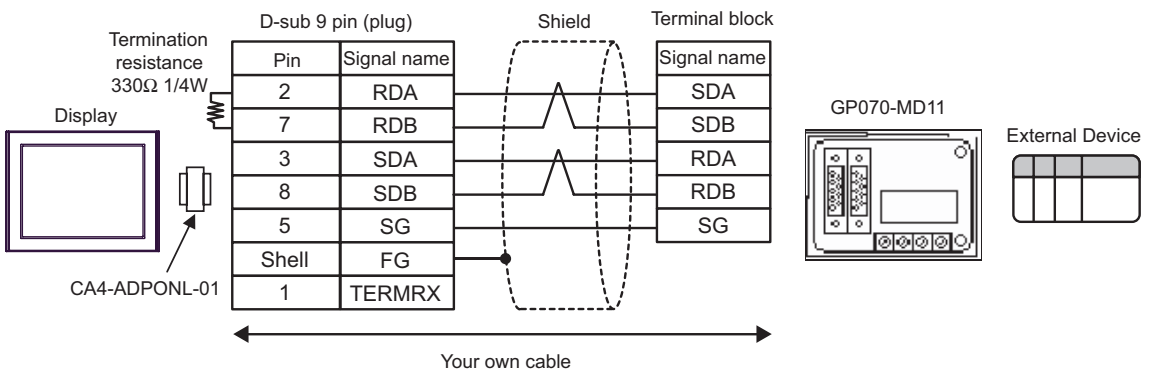 D-sub 9 pin (plug)
Shield
Terminal block
Termination
resistance
330Ω 1/4W
Pin
Signal name
Signal name
2
RDA
SDA
Display
7
RDB
SDB
GP070-MD11
External Device
3
SDA
RDA
8
SDB
RDB
5
SG
SG
Shell
FG
CA4-ADPONL-01
1
TERMRX
Your own cable